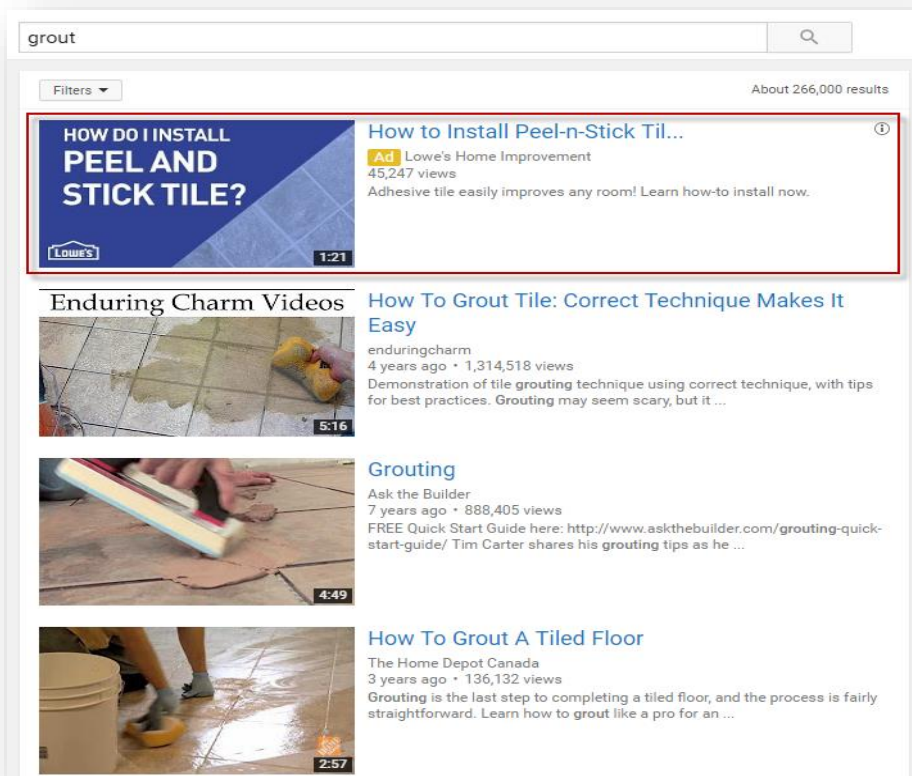 grout
Filters
About 266,000 results
HOW DO I INSTALL
PEEL AND
STICK TILE?
LOWE'S
1:21
How to Install Peel-n-Stick Til...
Ad Lowe's Home Improvement
45,247 views
Adhesive tile easily improves any room! Learn how-to install now.
Enduring Charm Videos
5:16
How To Grout Tile: Correct Technique Makes It
Easy
enduringcharm
4 years ago • 1,314,518 views
Demonstration of tile grouting technique using correct technique, with tips
for best practices. Grouting may seem scary, but it ...
4:49
Grouting
Ask the Builder
7 years ago • 888,405 views
FREE Quick Start Guide here: http://www.askthebuilder.com/grouting-quick-
start-guide/ Tim Carter shares his grouting tips as he ...
2:57
How To Grout A Tiled Floor
The Home Depot Canada
3 years ago • 136,132 views
Grouting is the last step to completing a tiled floor, and the process is fairly
straightforward. Learn how to grout like a pro for an ...